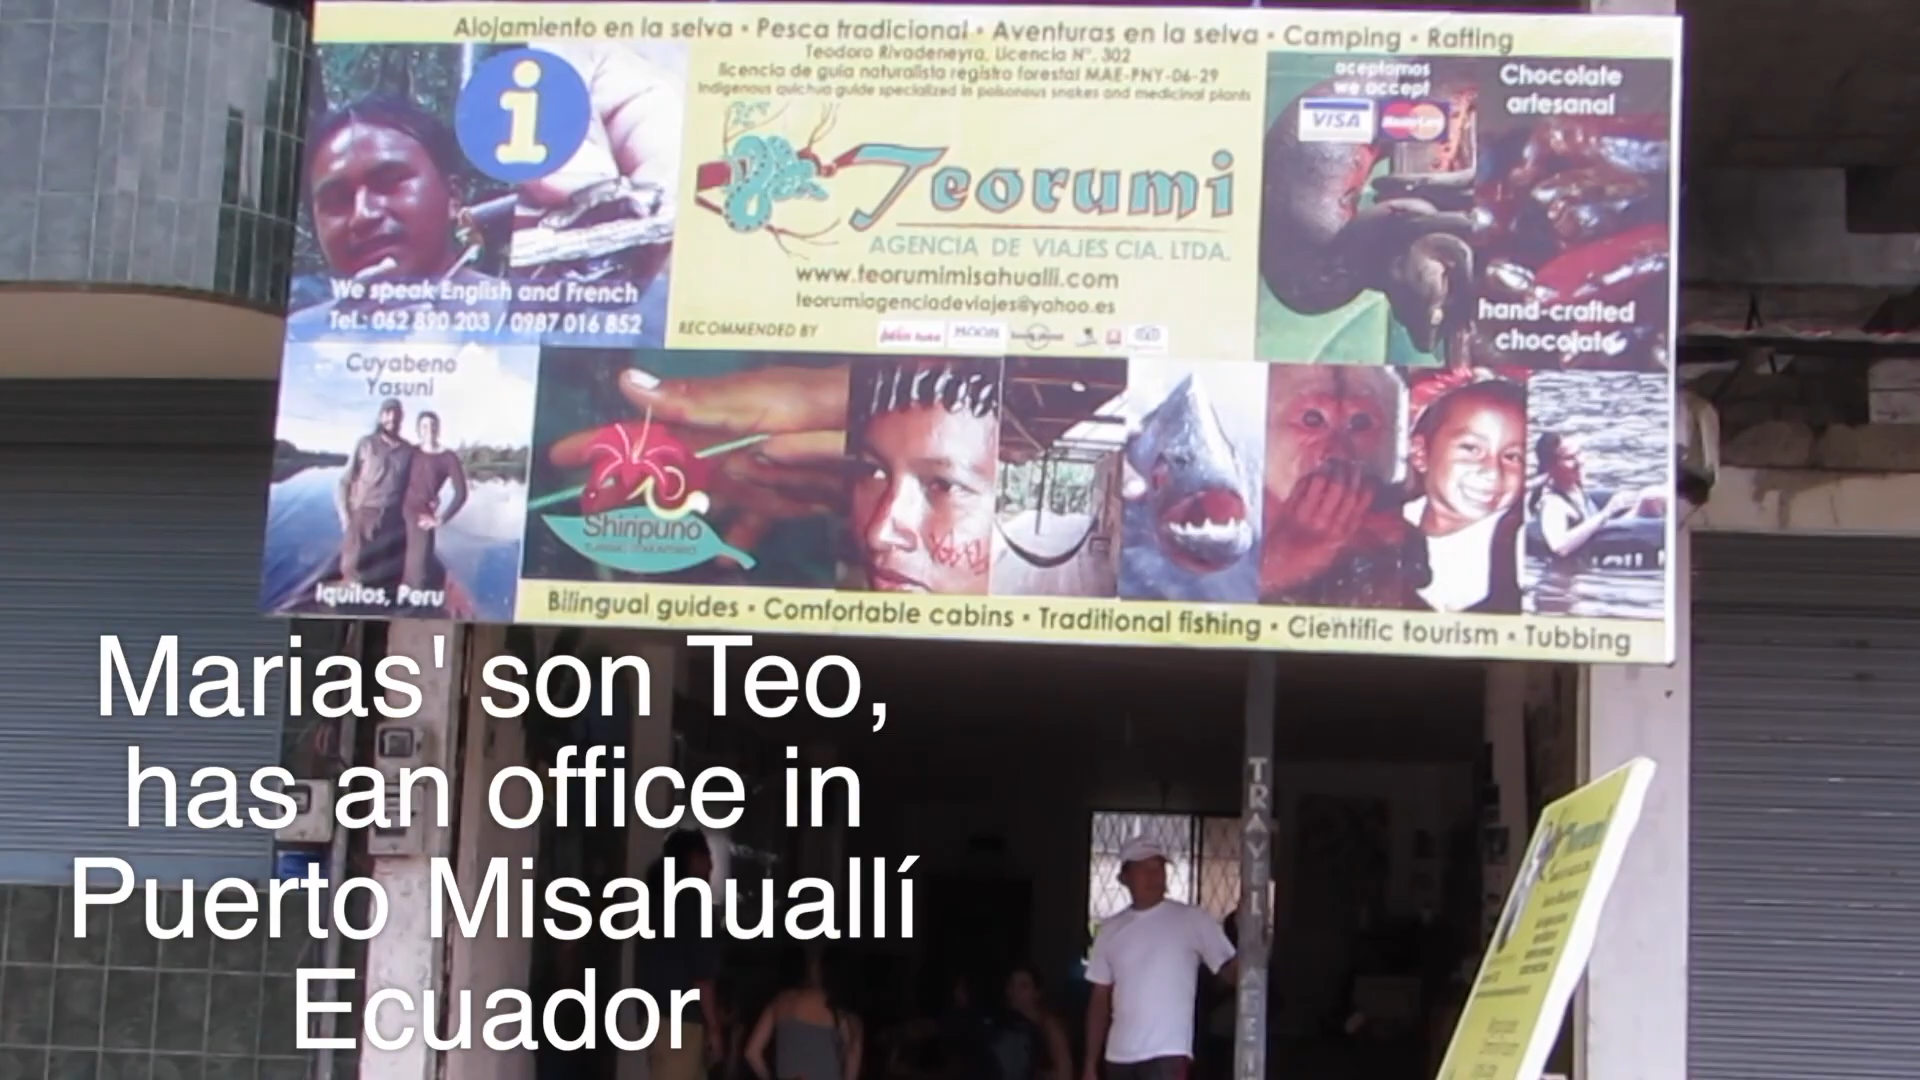 Alojamiento en la selva • Pesca tradicional • Aventuras en la selva • Camping • Rafting
Teodoro Rivadeneyra, Licencia N°. 302
licencia de guía naturalista registro forestal MAE-PNY-06-29
Indigenous quichua guide specialized in poisonous snakes and medicinal plants
i
Teorumi
AGENCIA DE VIAJES CIA. LTDA.
www.teorumimisahualli.com
teorumiagenciadeviajes@yahoo.es
RECOMMENDED BY
MOON
We speak English and French
Tel.: 062 890 203 / 0987 016 852
aceptamos
we accept
VISA MasterCard
Chocolate
artesanal
hand-crafted
chocolate
Cuyabeno
Yasuni
Iquitos, Peru
Shiripuno
Bilingual guides • Comfortable cabins • Traditional fishing • Cientific tourism • Tubbing
Marias' son Teo,
has an office in
Puerto Misahuallí
Ecuador
TRAVEL